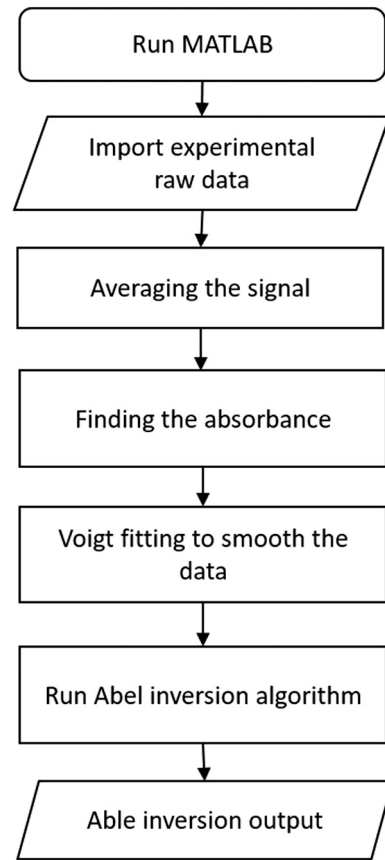 Run MATLAB
Import experimental
raw data
Averaging the signal
Finding the absorbance
Voigt fitting to smooth the
data
Run Abel inversion algorithm
Able inversion output